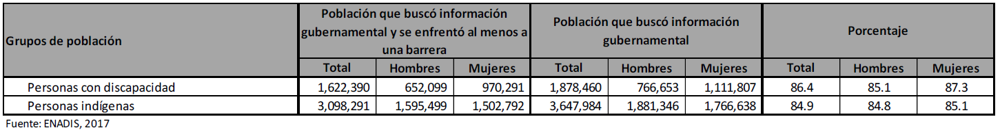 Grupos de población
Población que buscó información
gubernamental y se enfrentó al menos a
una barrera
Población que buscó información
gubernamental
Porcentaje
Total Hombres Mujeres Total Hombres Mujeres Total Hombres Mujeres
Personas con discapacidad 1,622,390 652,099 970,291 1,878,460 766,653 1,111,807 86.4 85.1 87.3
Personas indígenas 3,098,291 1,595,499 1,502,792 3,647,984 1,881,346 1,766,638 84.9 84.8 85.1
Fuente: ENADIS, 2017